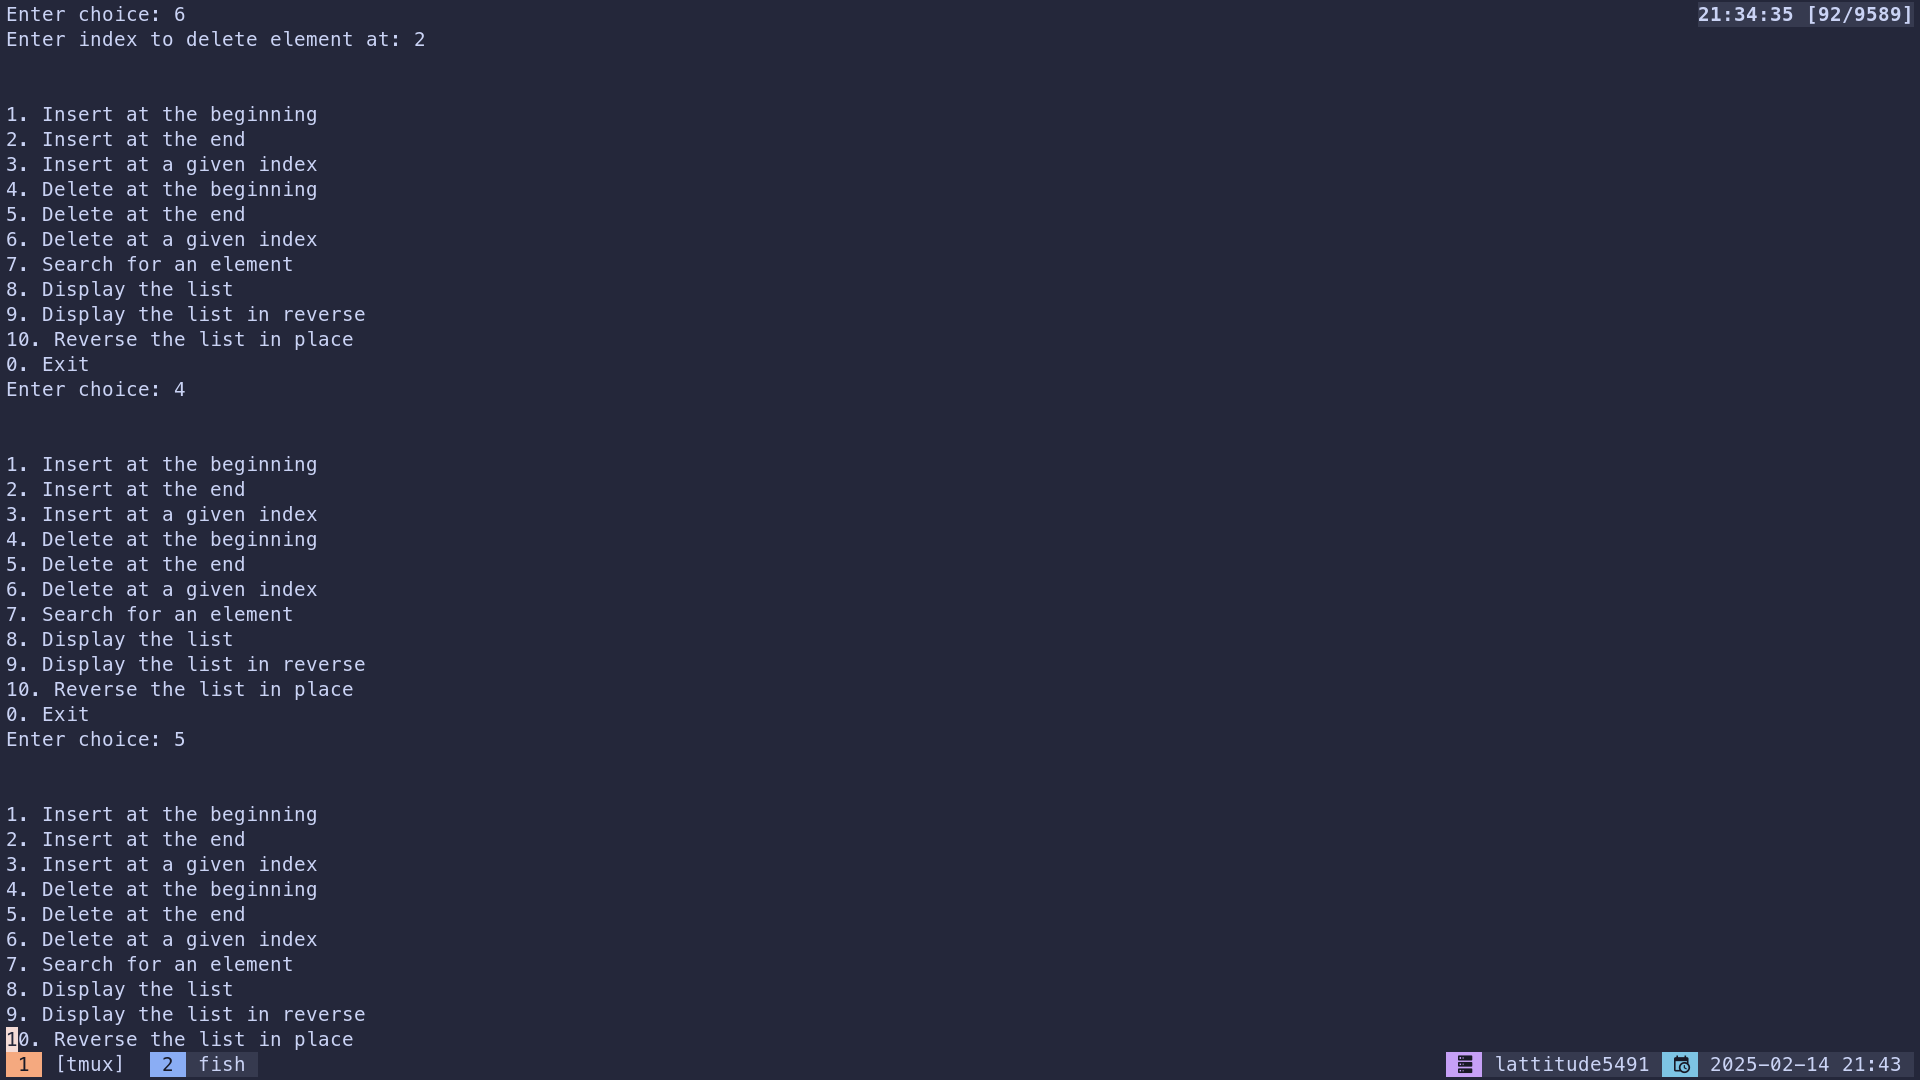 Enter choice: 6
21:34:35 [92/9589]
Enter index to delete element at: 2
1. Insert at the beginning
2. Insert at the end
3. Insert at a given index
4. Delete at the beginning
5. Delete at the end
6. Delete at a given index
7. Search for an element
8. Display the list
9. Display the list in reverse
10. Reverse the list in place
0. Exit
Enter choice: 4
1. Insert at the beginning
2. Insert at the end
3. Insert at a given index
4. Delete at the beginning
5. Delete at the end
6. Delete at a given index
7. Search for an element
8. Display the list
9. Display the list in reverse
10. Reverse the list in place
0. Exit
Enter choice: 5
1. Insert at the beginning
2. Insert at the end
3. Insert at a given index
4. Delete at the beginning
5. Delete at the end
6. Delete at a given index
7. Search for an element
8. Display the list
9. Display the list in reverse
10. Reverse the list in place
1 [tmux] 2 fish lattitude5491 2025-02-14 21:43